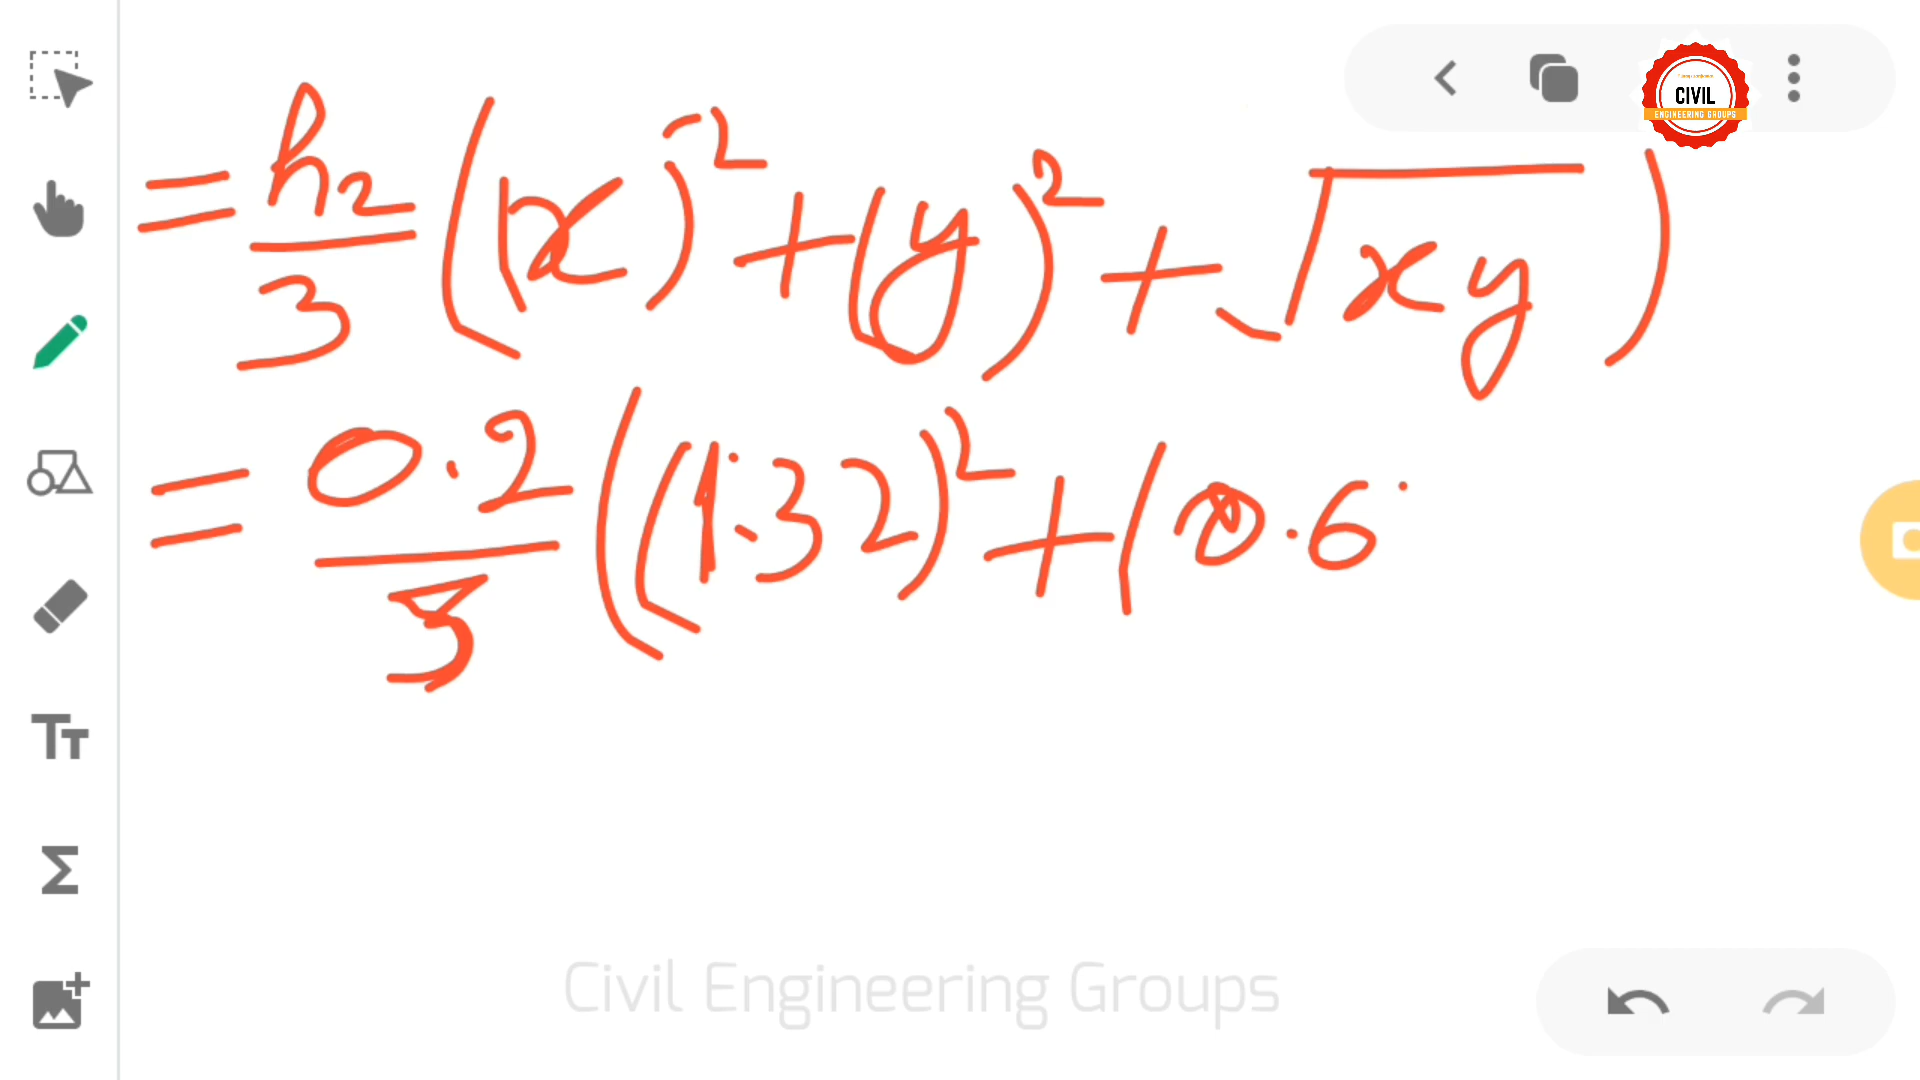 CIVIL
ENGINEERING GROUPS
= h2/3 ((x)^2 + (y)^2 + √xy)
= 0.2/3 ((1.32)^2 + (0.6
Tт
Σ
Civil Engineering Groups